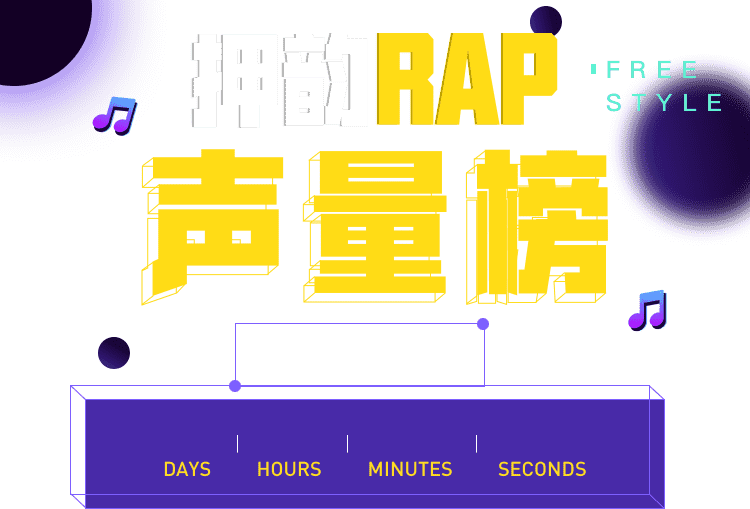 押韵RAP
FREE
STYLE
声量榜
DAYS HOURS MINUTES SECONDS